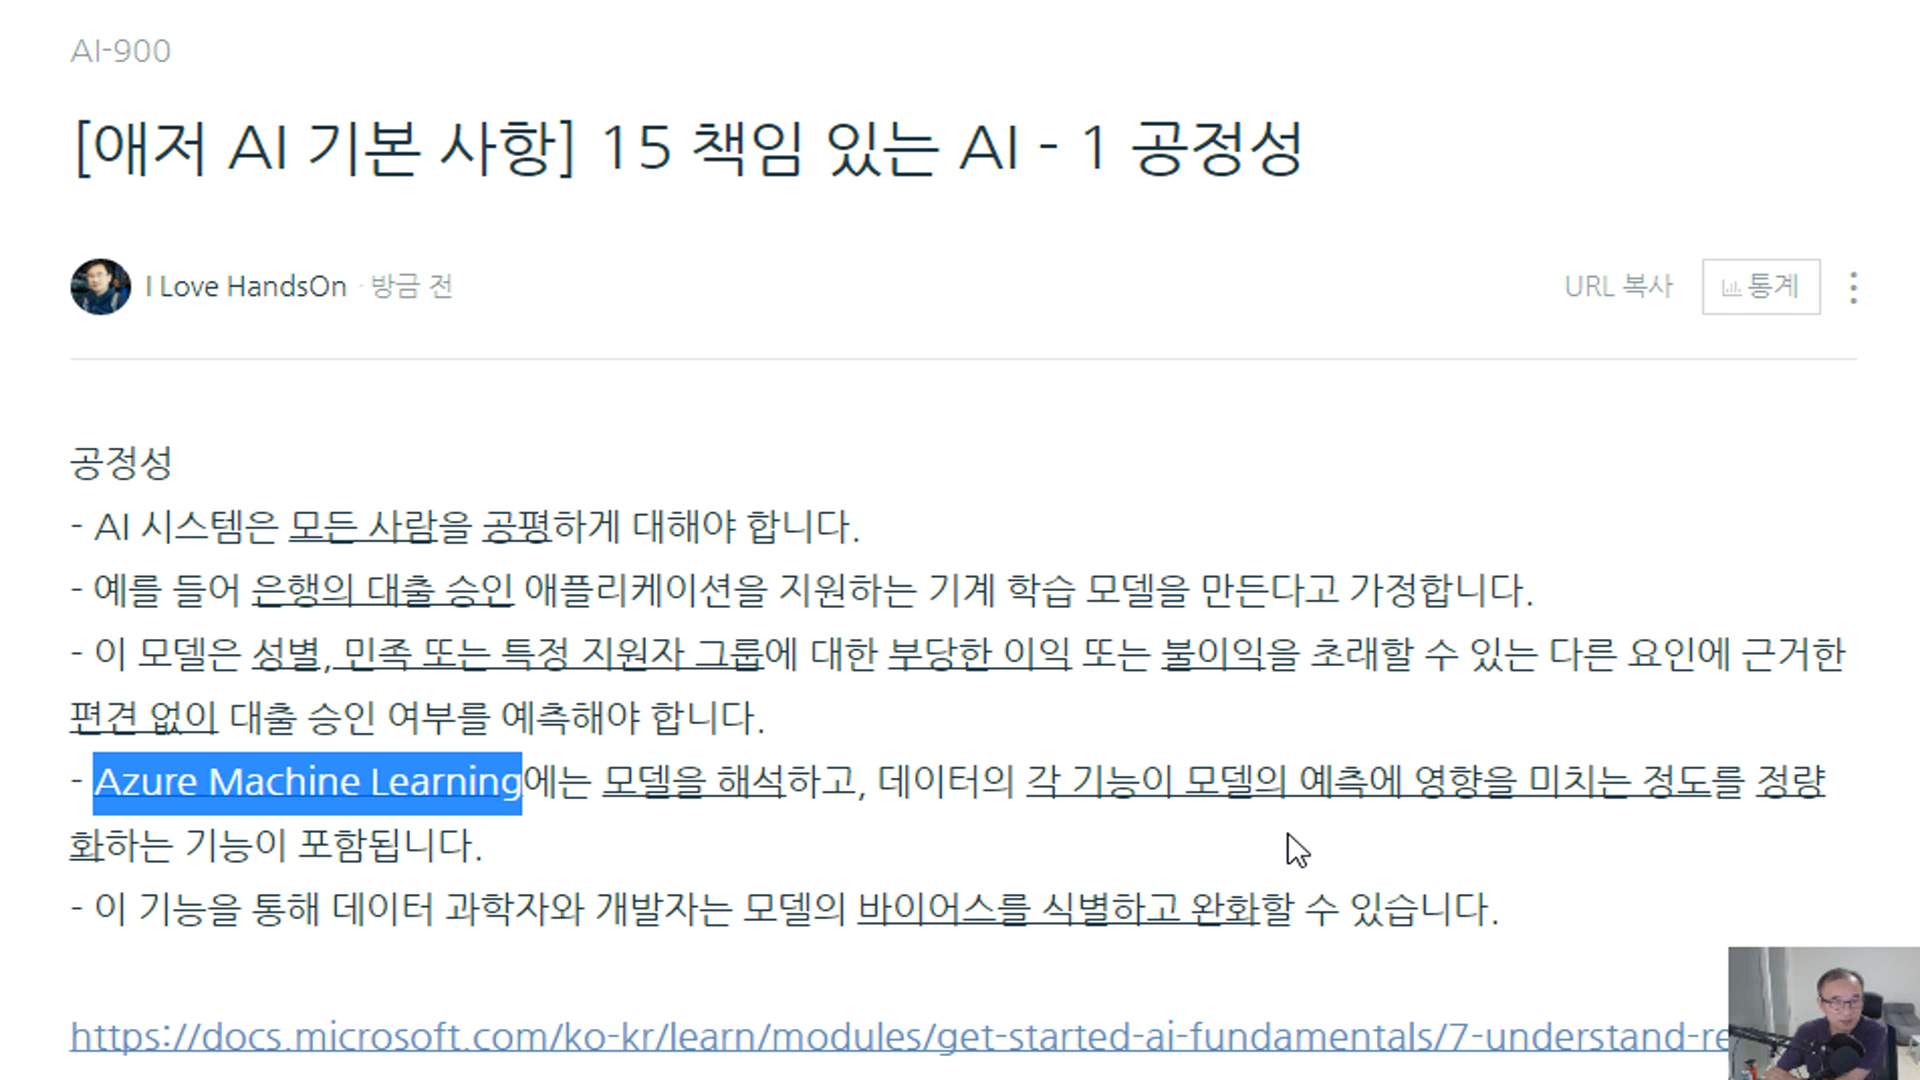 AI-900
[애저 AI 기본 사항] 15 책임 있는 AI - 1 공정성
I Love HandsOn · 방금 전
URL 복사
통계
공정성
- AI 시스템은 모든 사람을 공평하게 대해야 합니다.
- 예를 들어 은행의 대출 승인 애플리케이션을 지원하는 기계 학습 모델을 만든다고 가정합니다.
- 이 모델은 성별, 민족 또는 특정 지원자 그룹에 대한 부당한 이익 또는 불이익을 초래할 수 있는 다른 요인에 근거한
편견 없이 대출 승인 여부를 예측해야 합니다.
- Azure Machine Learning에는 모델을 해석하고, 데이터의 각 기능이 모델의 예측에 영향을 미치는 정도를 정량
화하는 기능이 포함됩니다.
- 이 기능을 통해 데이터 과학자와 개발자는 모델의 바이어스를 식별하고 완화할 수 있습니다.
https://docs.microsoft.com/ko-kr/learn/modules/get-started-ai-fundamentals/7-understand-re